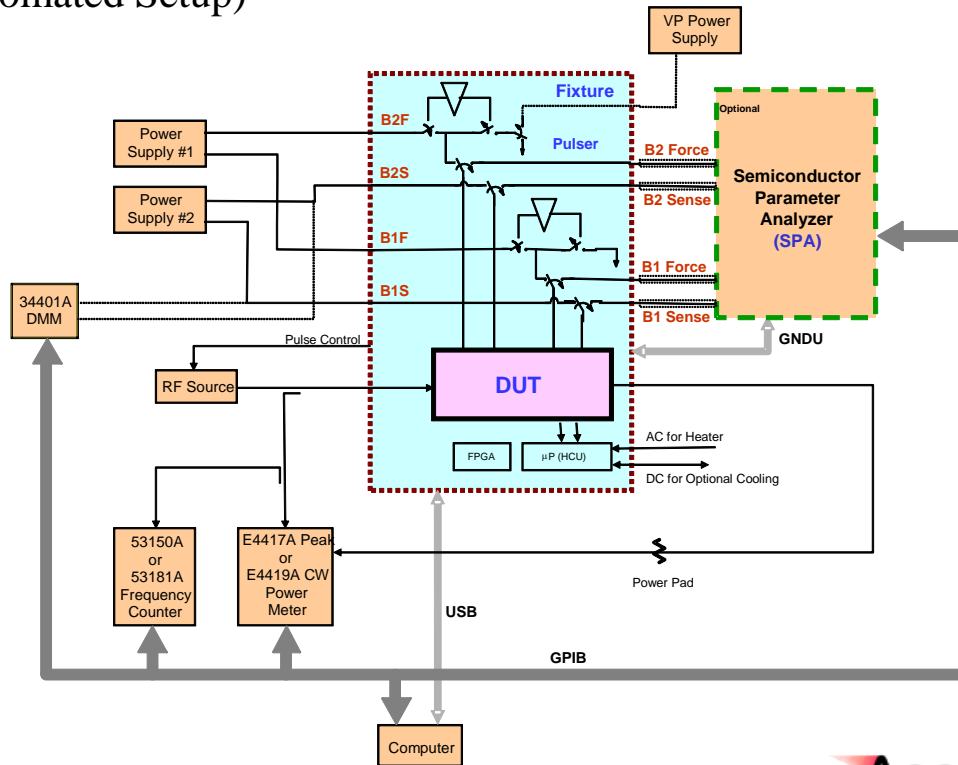 omated Setup)
VP Power
Supply
Fixture
Optional
B2F
Power
Supply #1
Pulser
B2 Force
B2S
Semiconductor
Parameter
Analyzer
(SPA)
B2 Sense
Power
Supply #2
B1F
B1 Force
34401A
DMM
B1S
B1 Sense
GNDU
Pulse Control
RF Source
DUT
AC for Heater
FPGA
µP (HCU)
DC for Optional Cooling
53150A
or
53181A
Frequency
Counter
E4417A Peak
or
E4419A CW
Power
Meter
Power Pad
USB
GPIB
Computer